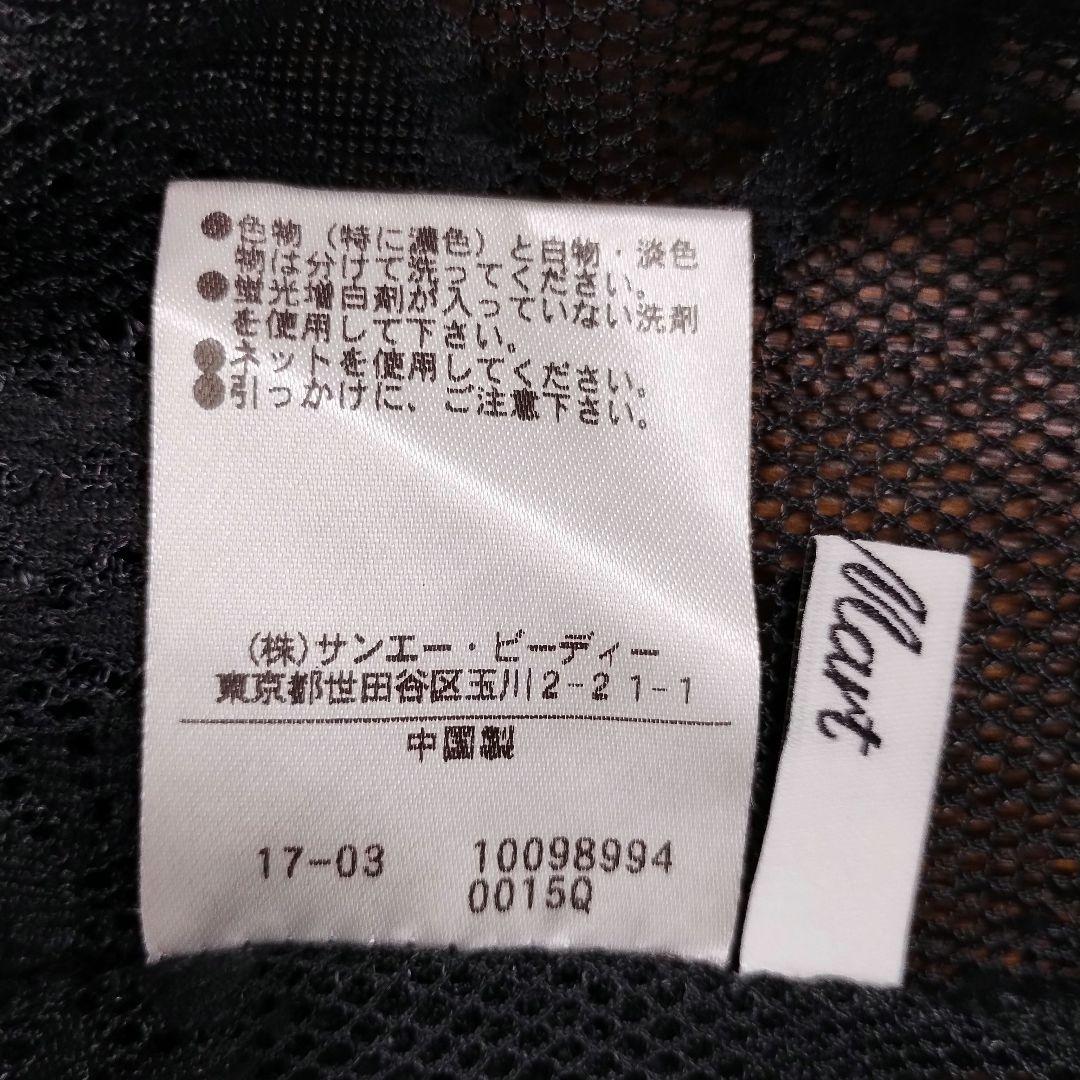 ●色物（特に濃色）と白物・淡色
物は分けて洗ってください。
●蛍光増白剤が入っていない洗剤
を使用して下さい。
●ネットを使用してください。
●引っかけに、ご注意下さい。
(株)サンエー・ビーディー
東京都世田谷区玉川2-21-1
中国製
17-03 10098994
0015Q
Mart